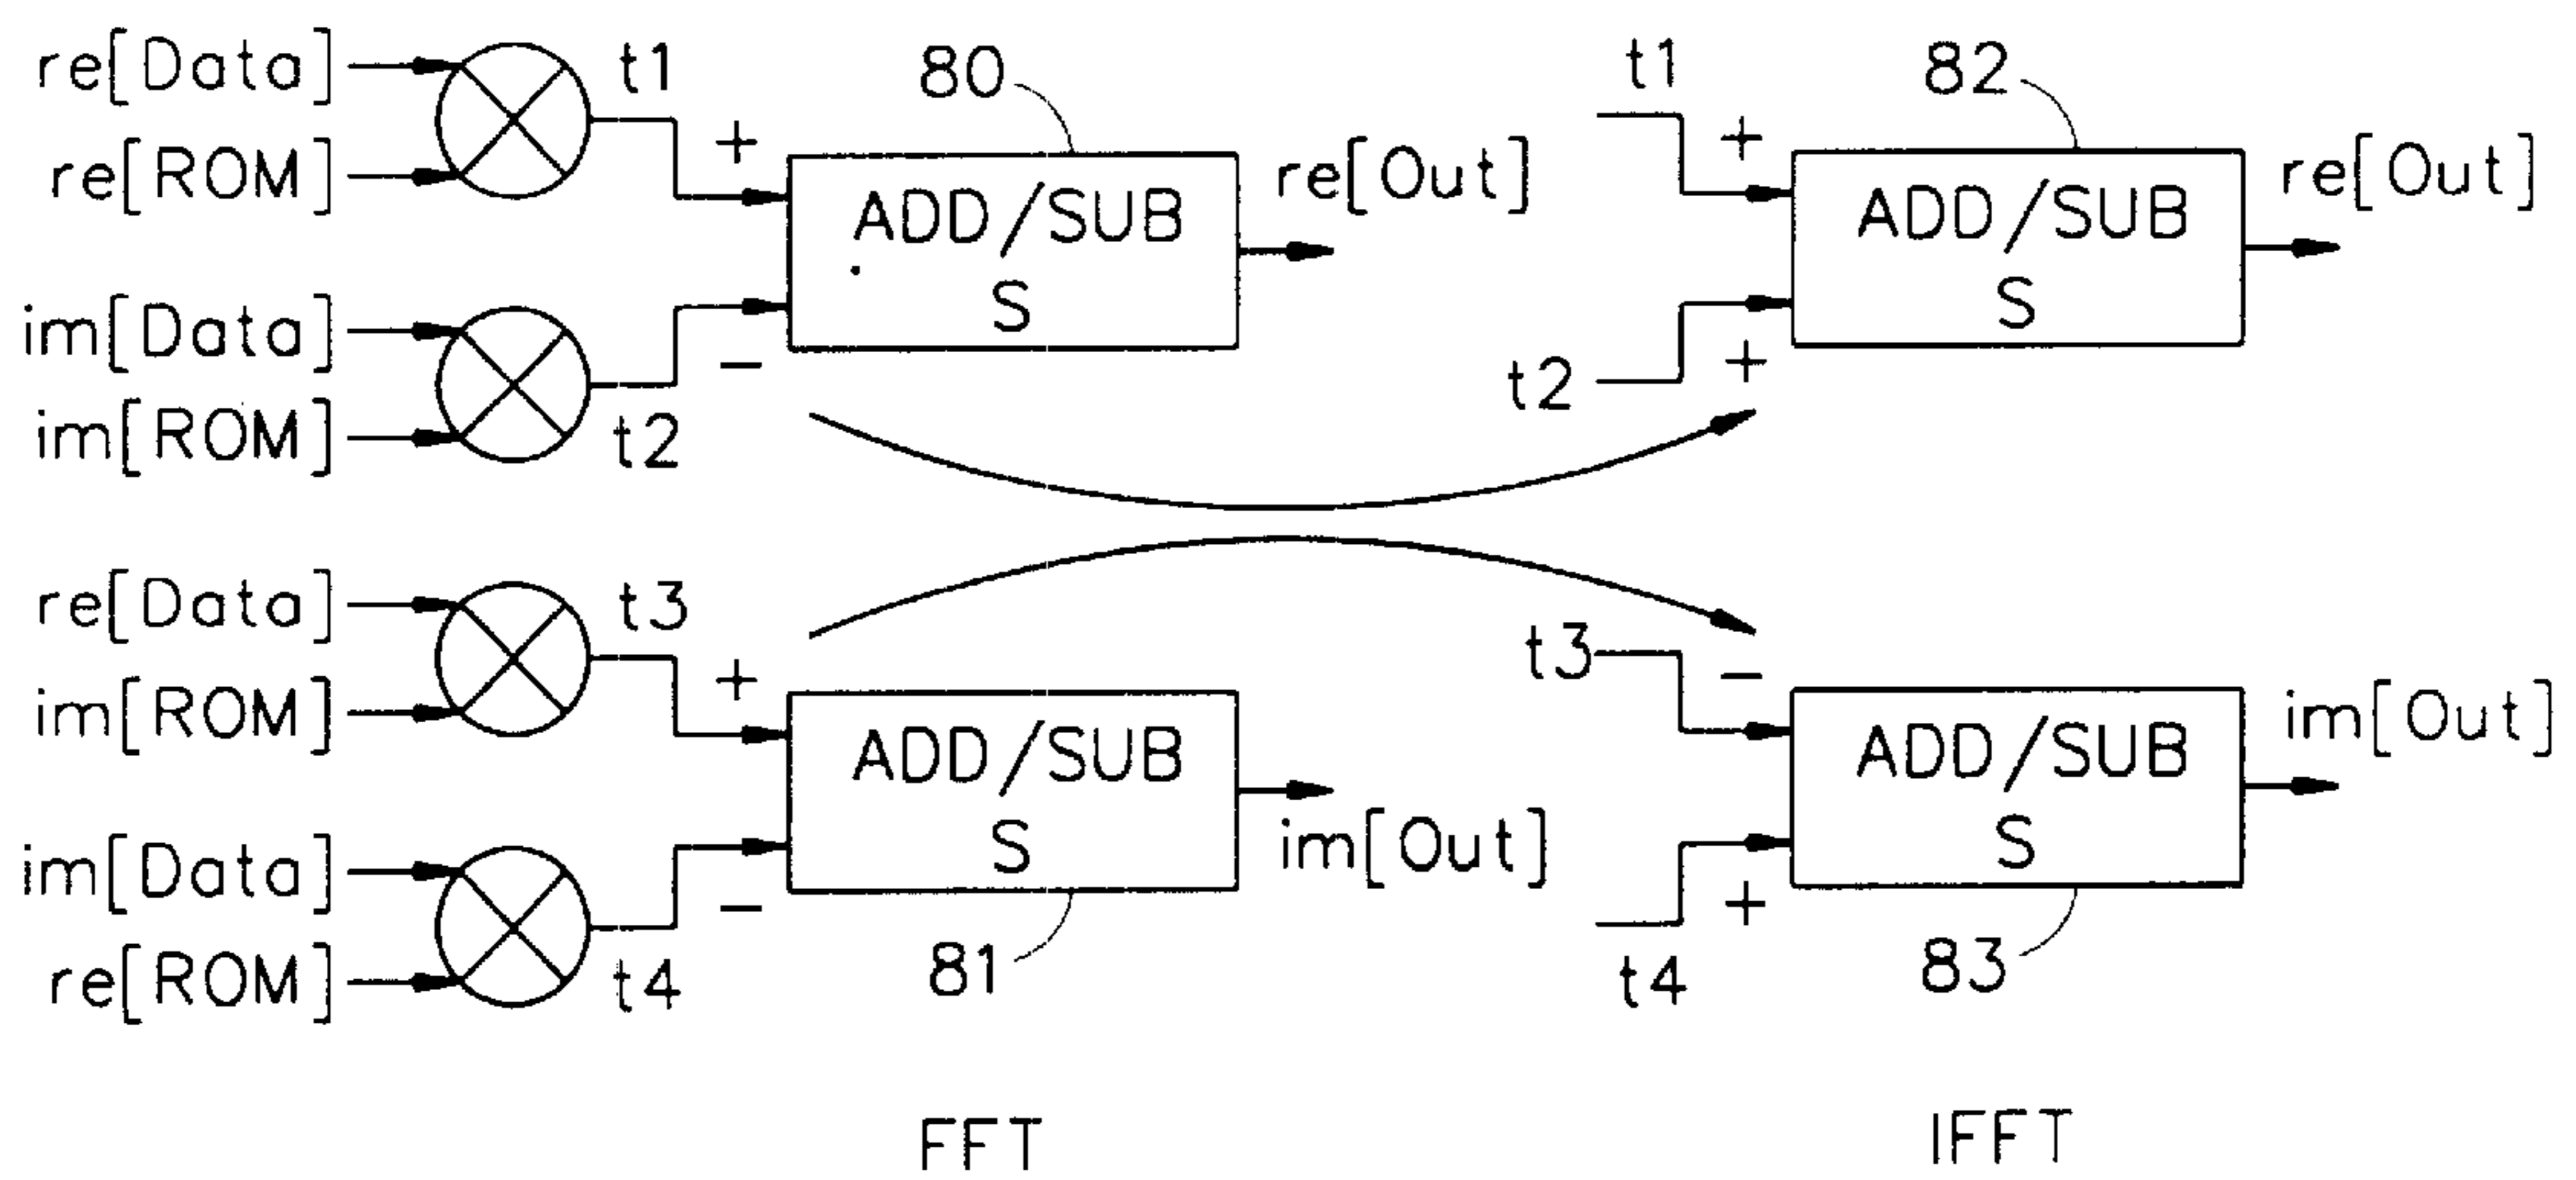 re[Data]
re[ROM]
t1
+
80
ADD/SUB
S
re[Out]
im[Data]
im[ROM]
t2
−
t1
+
82
ADD/SUB
S
re[Out]
t2
+
re[Data]
im[ROM]
t3
+
ADD/SUB
S
81
im[Out]
im[Data]
re[ROM]
t4
−
t3
−
ADD/SUB
S
83
im[Out]
t4
+
FFT
IFFT